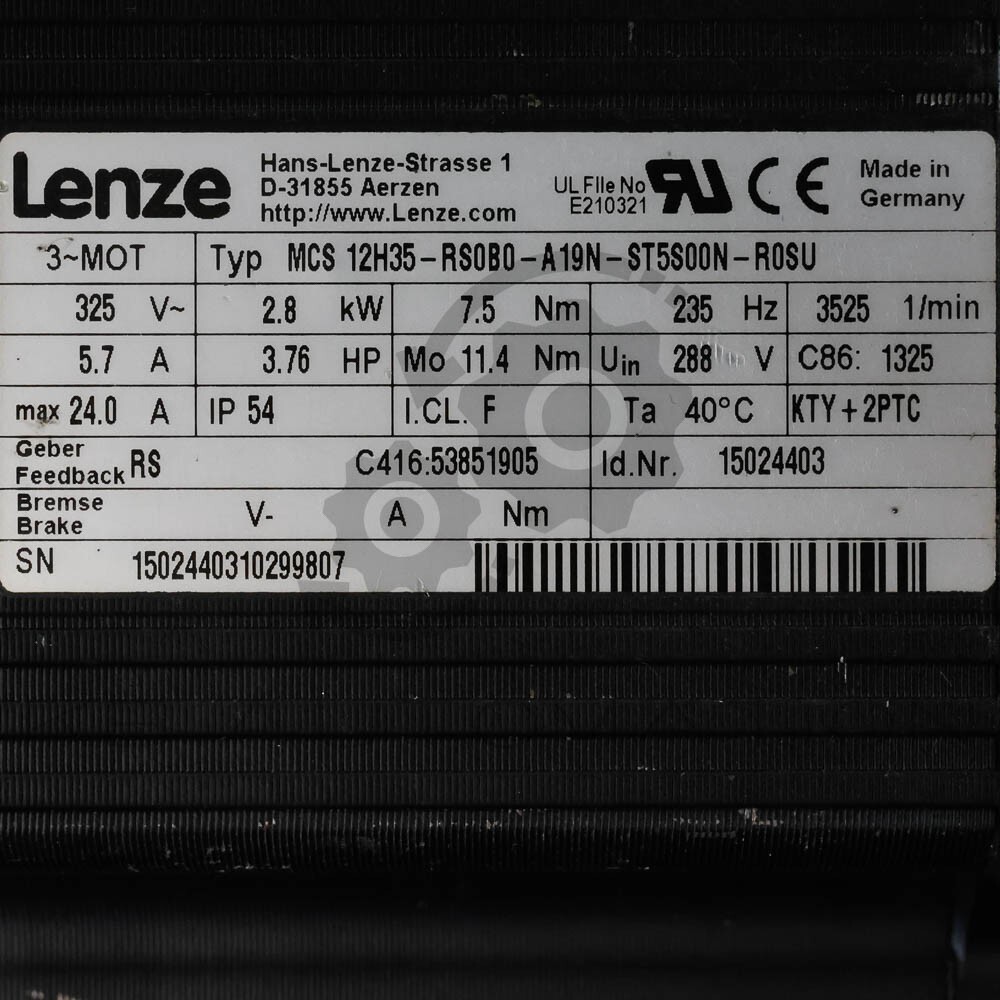 Lenze
Hans-Lenze-Strasse 1
D-31855 Aerzen
http://www.Lenze.com
UL FIle No
E210321
Made in
Germany
3~MOT Typ MCS 12H35-RS0B0-A19N-ST5S00N-R0SU
325 V~ 2.8 kW 7.5 Nm 235 Hz 3525 1/min
5.7 A 3.76 HP Mo 11.4 Nm Uin 288 V C86: 1325
max 24.0 A IP 54 I.CL. F Ta 40°C KTY+2PTC
Geber
Feedback RS C416:53851905 Id.Nr. 15024403
Bremse
Brake V- A Nm
SN 1502440310299807